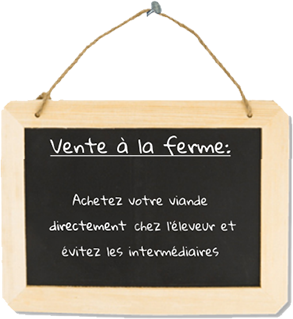 Vente à la ferme:
Achetez votre viande
directement chez l'éleveur et
évitez les intermédiaires